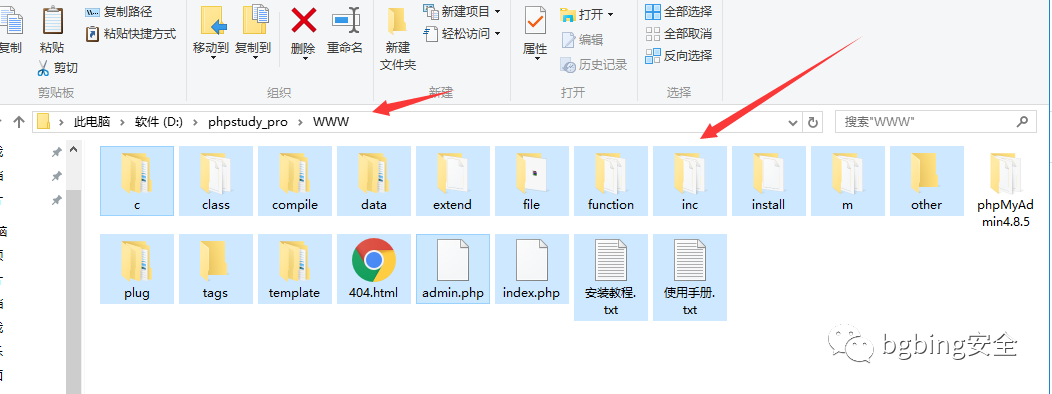 复制
粘贴
复制路径
粘贴快捷方式
剪切
剪贴板
移动到
复制到
删除
重命名
组织
新建
文件夹
新建项目
轻松访问
新建
属性
打开
编辑
历史记录
打开
全部选择
全部取消
反向选择
选择
此电脑 › 软件 (D:) › phpstudy_pro › WWW
搜索"WWW"
c
class
compile
data
extend
file
function
inc
install
m
other
phpMyAd
min4.8.5
plug
tags
template
404.html
admin.php
index.php
安装教程.
txt
使用手册.
txt
bgbing安全